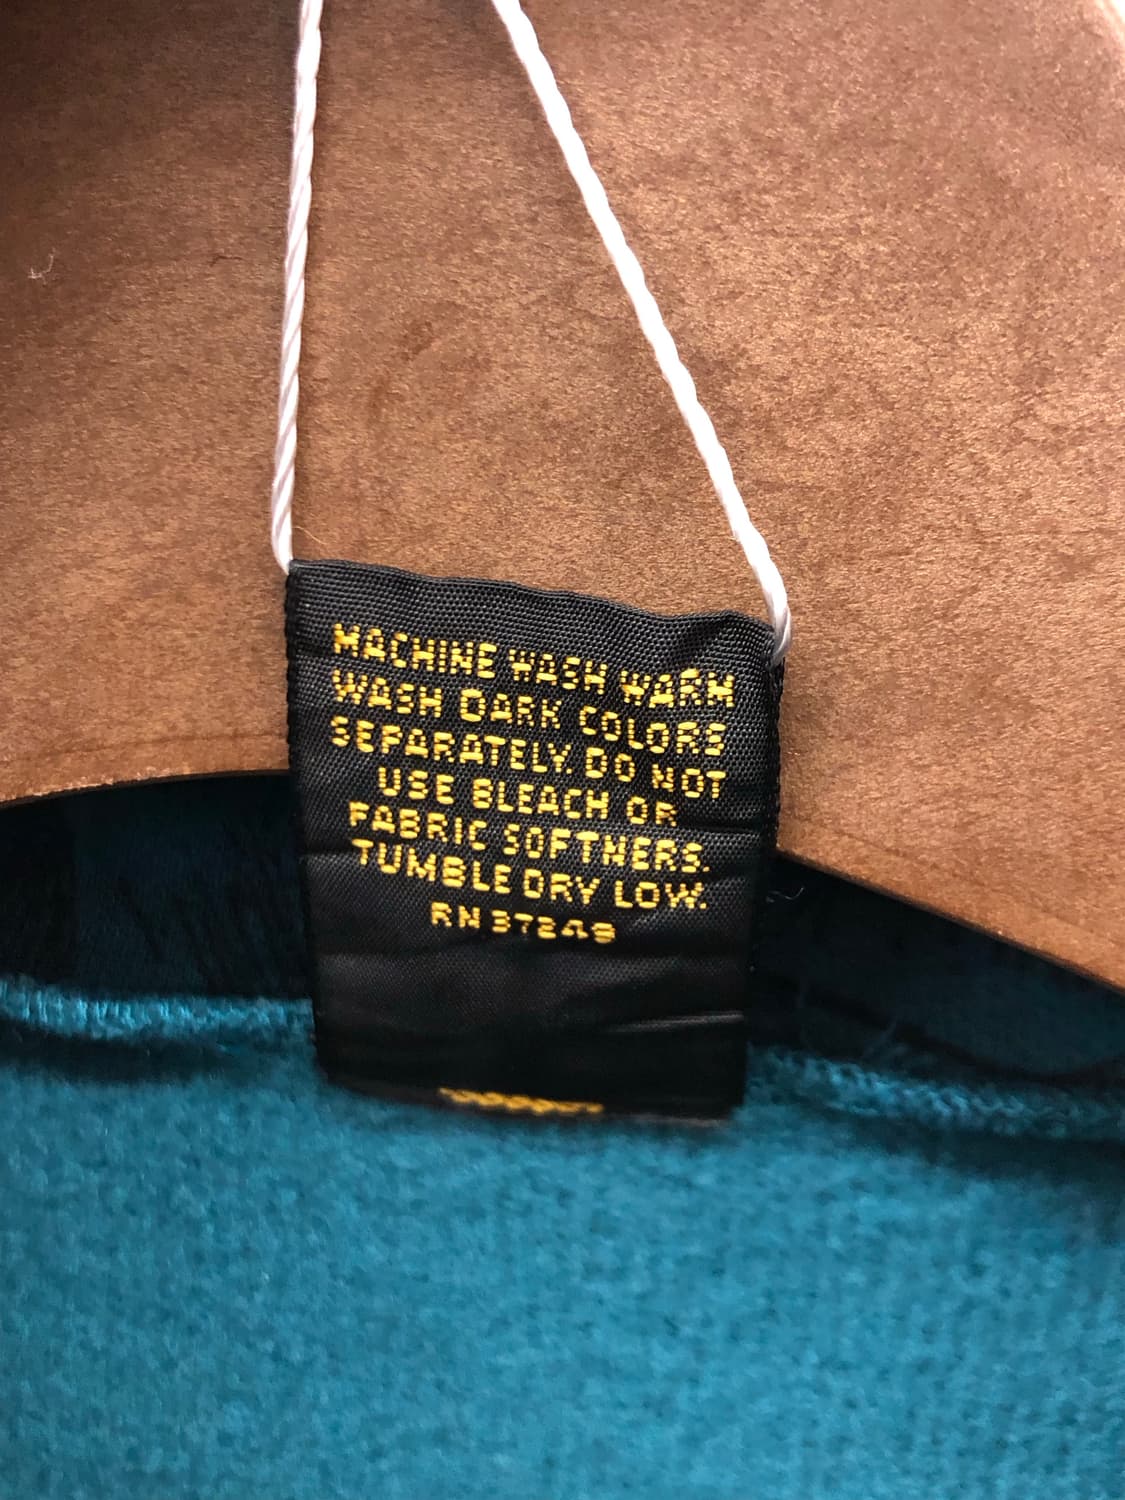 MACHINE WASH WARM
WASH DARK COLORS
SEPARATELY. DO NOT
USE BLEACH OR
FABRIC SOFTNERS.
TUMBLE DRY LOW.
RN 37249